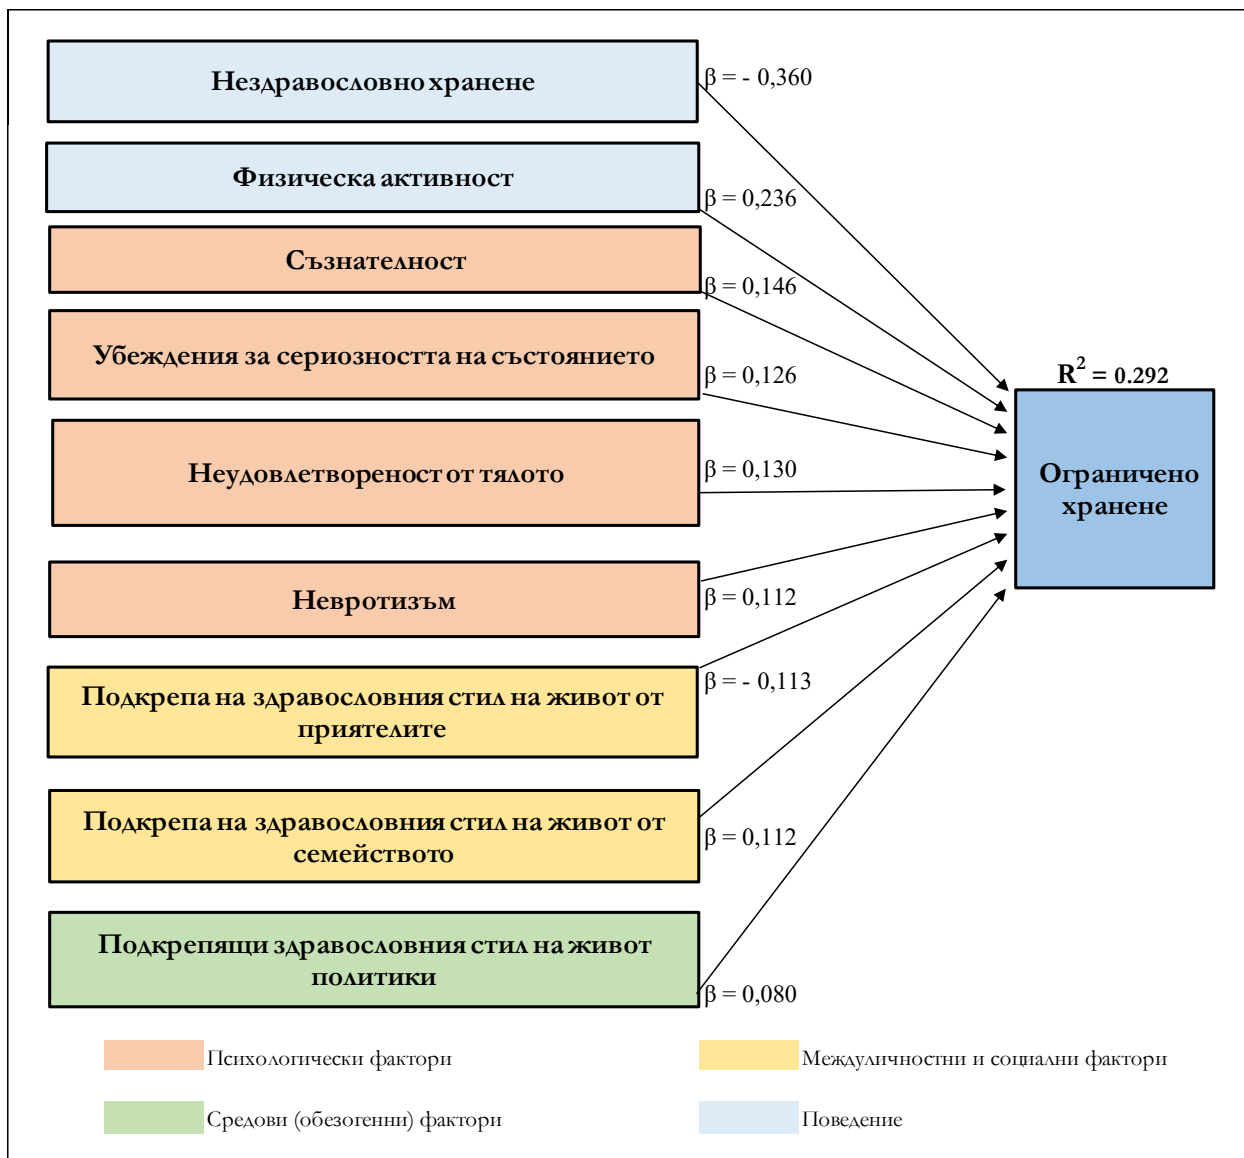 Нездравословно хранене
β = - 0,360
Физическа активност
β = 0,236
Съзнателност
β = 0,146
Убеждения за сериозността на състоянието
β = 0,126
R² = 0.292
Неудовлетвореност от тялото
β = 0,130
Ограничено
хранене
Невротизъм
β = 0,112
Подкрепа на здравословния стил на живот от
приятелите
β = - 0,113
Подкрепа на здравословния стил на живот от
семейството
β = 0,112
Подкрепящи здравословния стил на живот
политики
β = 0,080
Психологически фактори
Междуличностни и социални фактори
Средови (обезогенни) фактори
Поведение